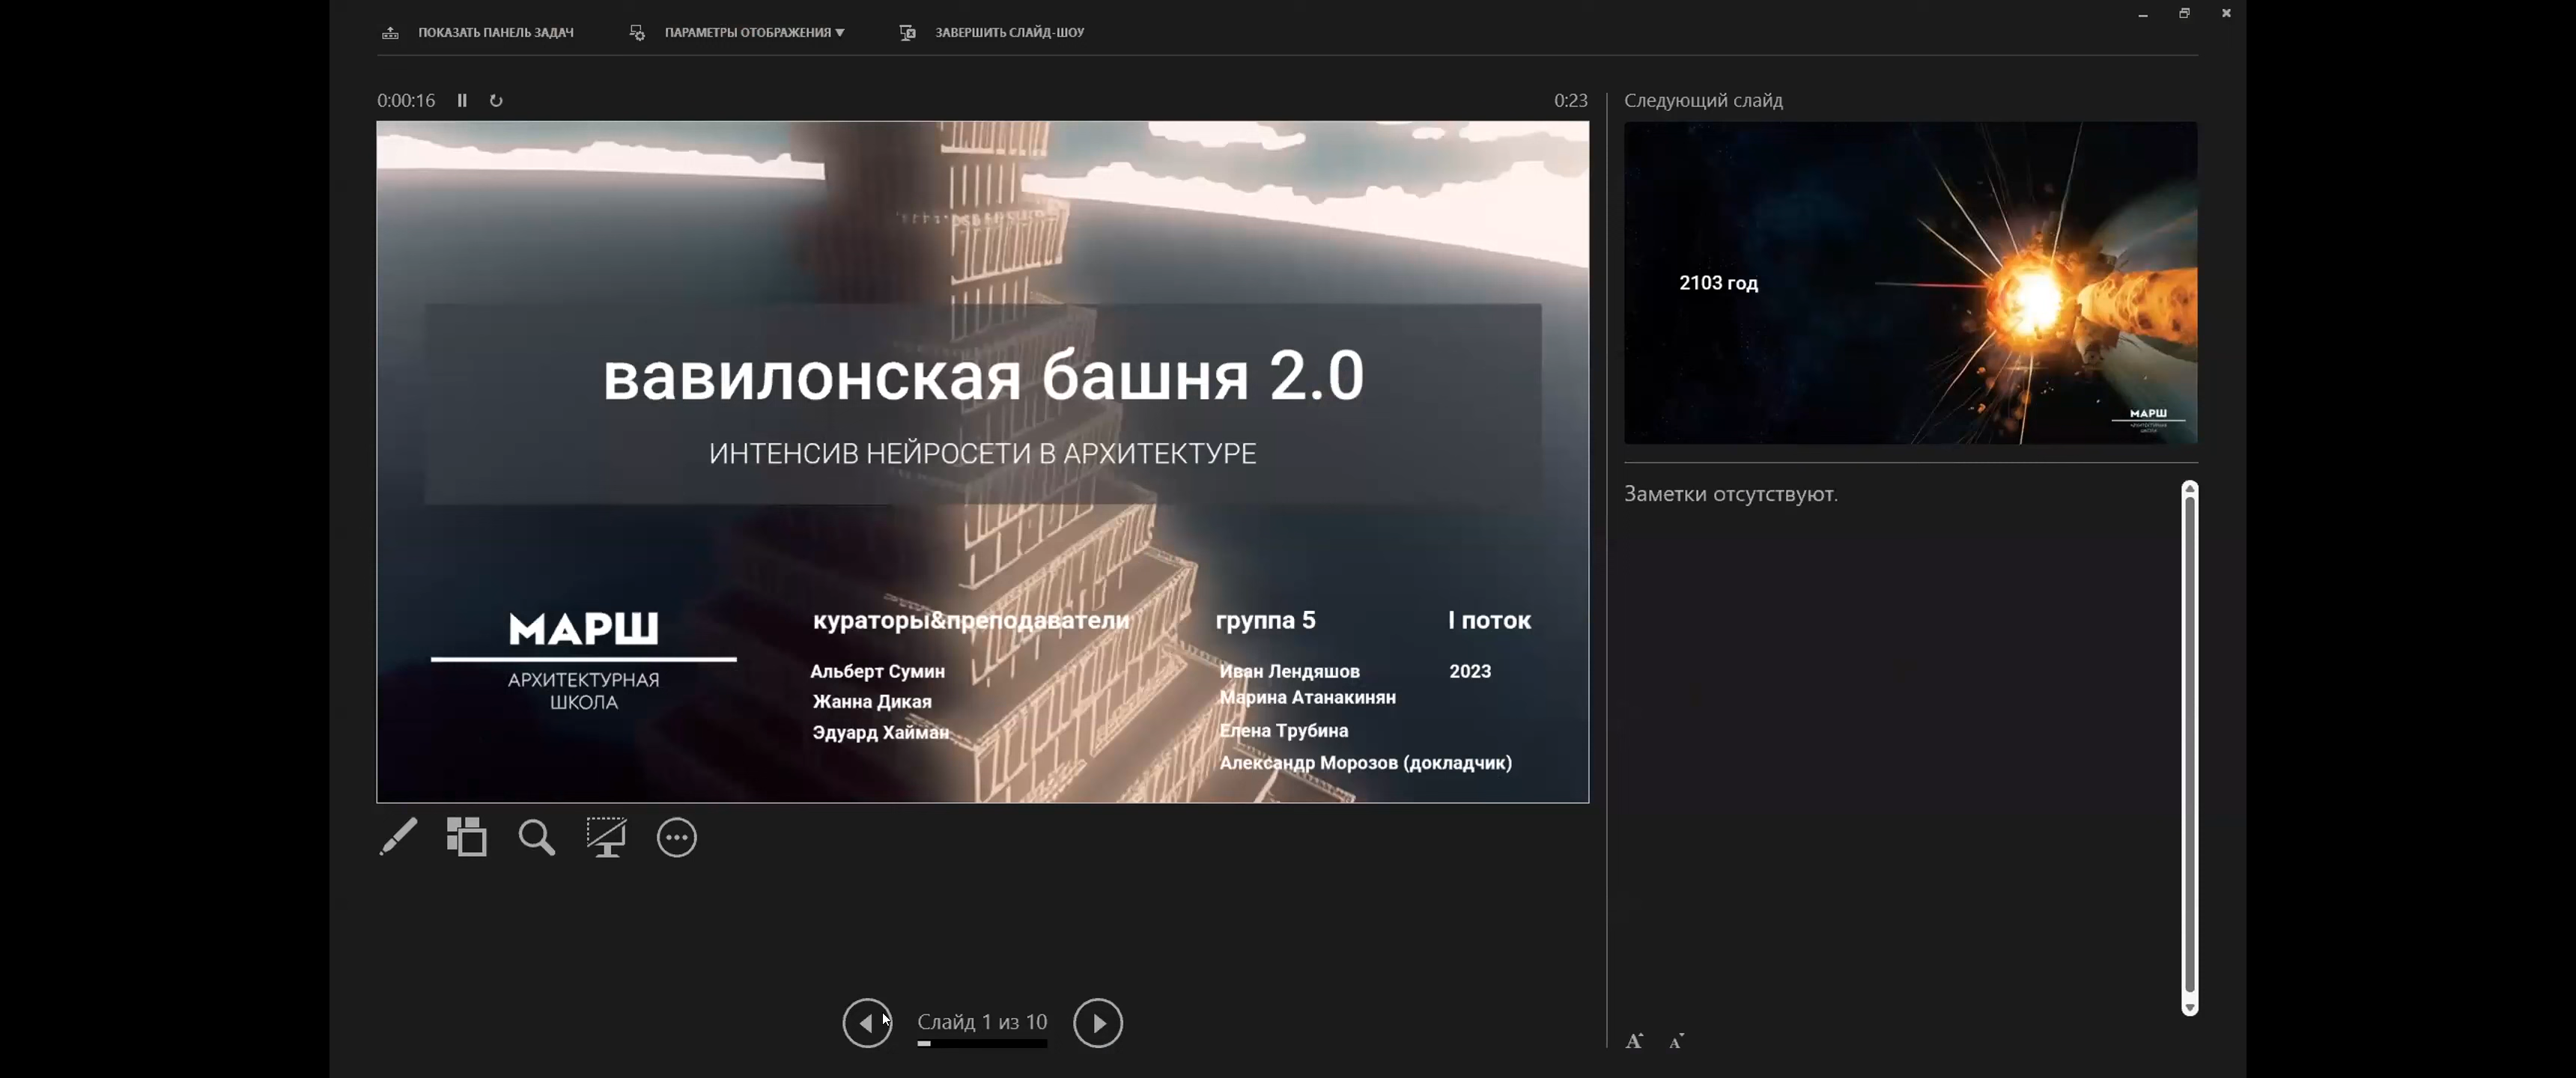 ПОКАЗАТЬ ПАНЕЛЬ ЗАДАЧ
ПАРАМЕТРЫ ОТОБРАЖЕНИЯ
ЗАВЕРШИТЬ СЛАЙД-ШОУ
0:00:16
0:23
вавилонская башня 2.0
ИНТЕНСИВ НЕЙРОСЕТИ В АРХИТЕКТУРЕ
МАРШ
АРХИТЕКТУРНАЯ
ШКОЛА
кураторы&преподаватели
Альберт Сумин
Жанна Дикая
Эдуард Хайман
группа 5
Иван Лендяшов
Марина Атанакинян
Елена Трубина
Александр Морозов (докладчик)
I поток
2023
Следующий слайд
2103 год
МАРШ
АРХИТЕКТУРНАЯ
ШКОЛА
Заметки отсутствуют.
Слайд 1 из 10
A A